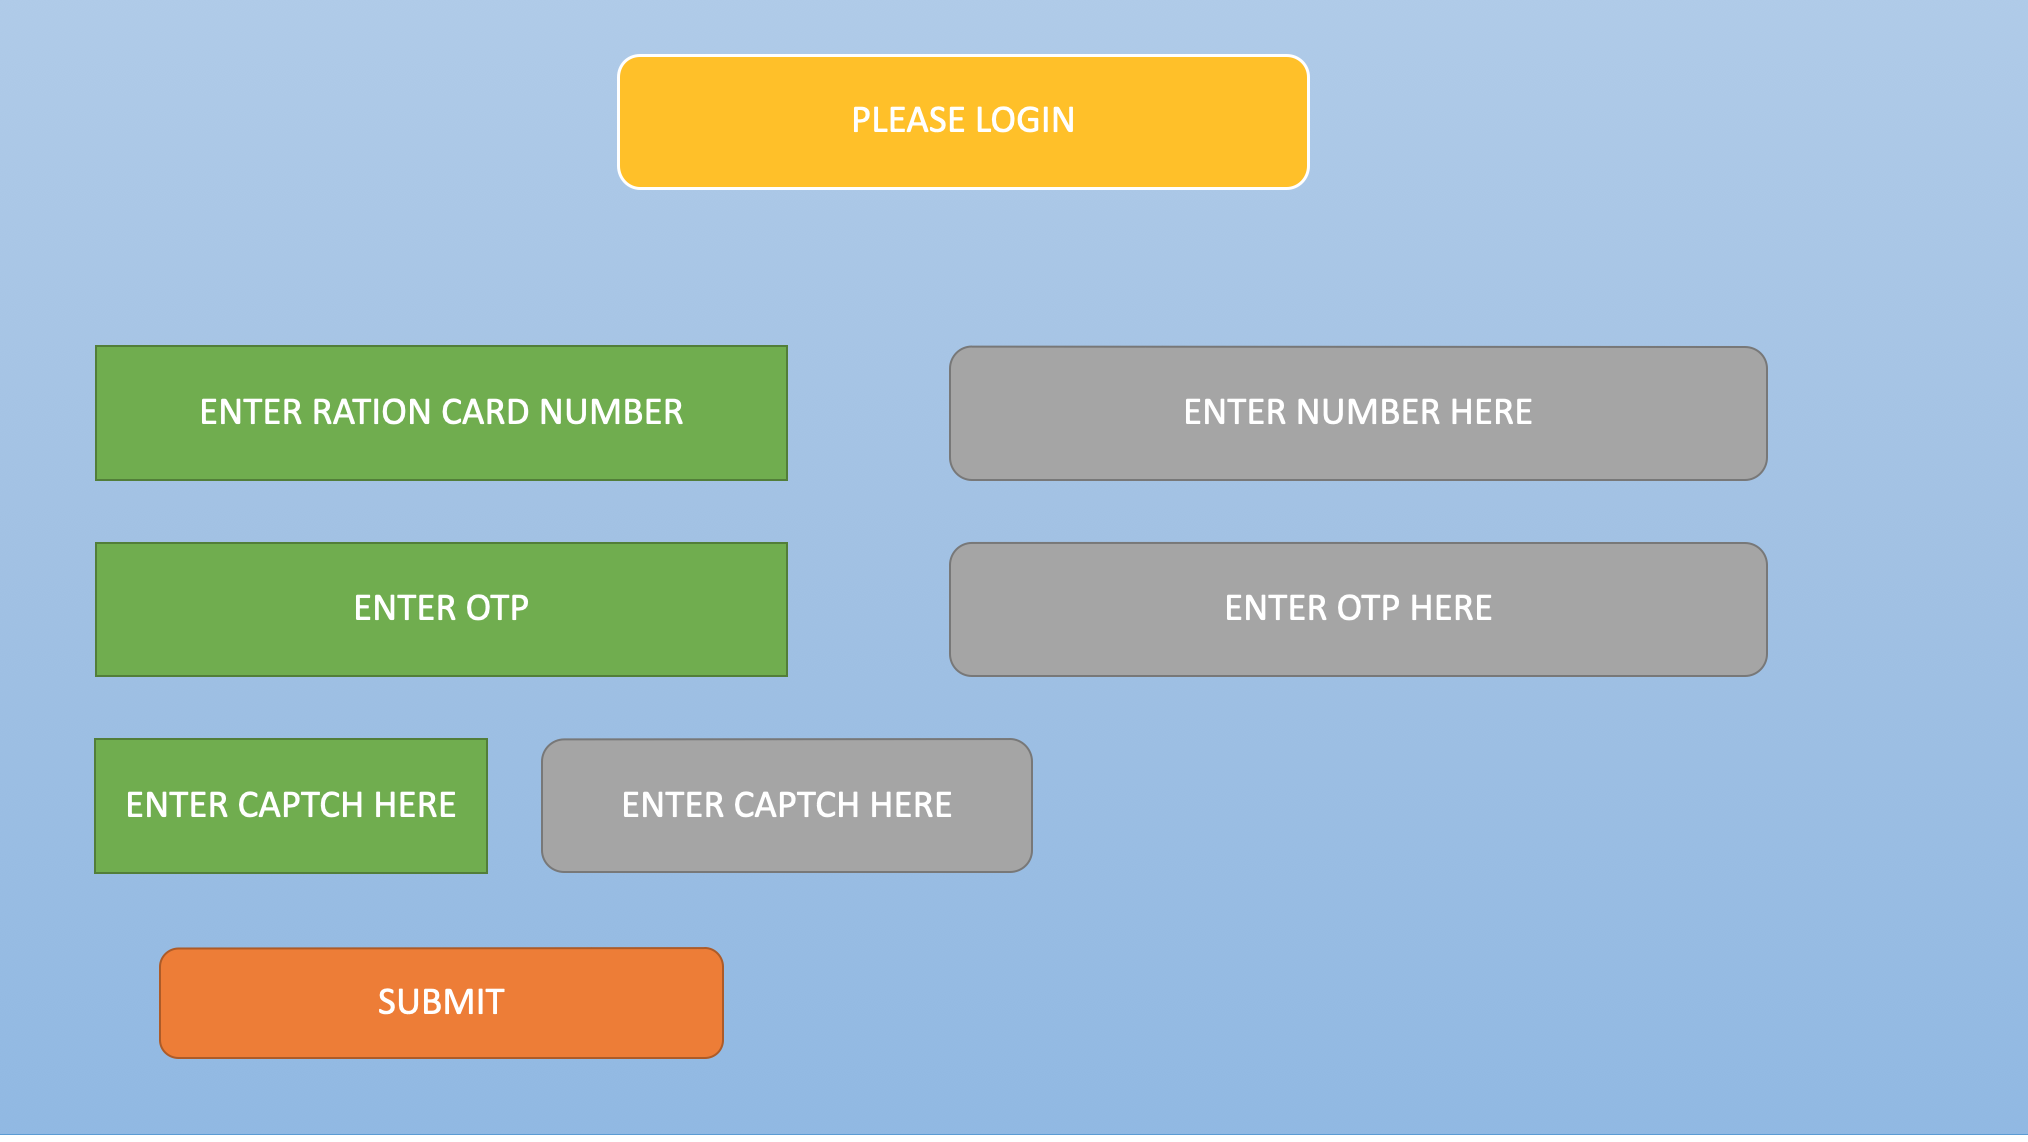 PLEASE LOGIN
ENTER RATION CARD NUMBER
ENTER NUMBER HERE
ENTER OTP
ENTER OTP HERE
ENTER CAPTCH HERE
ENTER CAPTCH HERE
SUBMIT